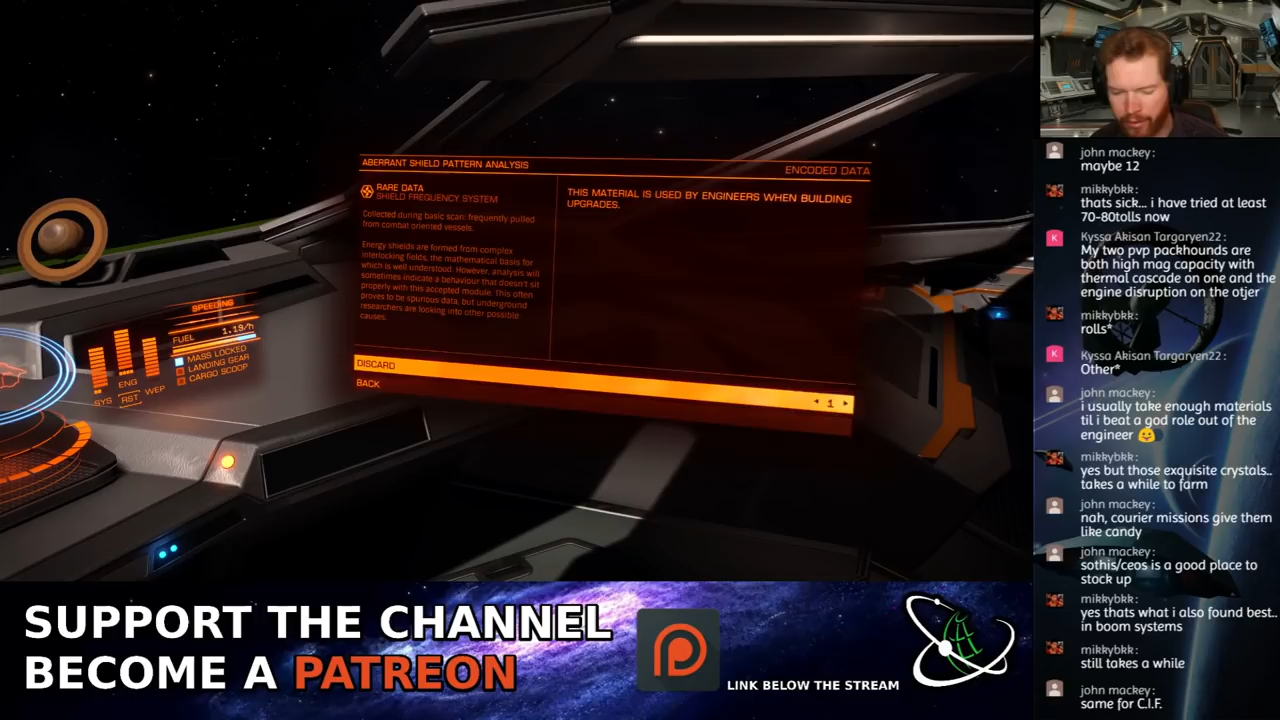 ABERRANT SHIELD PATTERN ANALYSIS
ENCODED DATA
RARE DATA
SHIELD FREQUENCY SYSTEM
Collected during basic scan: frequently pulled
from combat oriented vessels.
Energy shields are formed from complex
interlocking fields, the mathematical basis for
which is well understood. However, analysis will
sometimes indicate a behaviour that doesn't sit
properly with this accepted module. This often
proves to be spurious data, but underground
researchers are looking into other possible
causes.
THIS MATERIAL IS USED BY ENGINEERS WHEN BUILDING
UPGRADES.
DISCARD
1
BACK
SPEEDING
FUEL
1.19/h
MASS LOCKED
LANDING GEAR
CARGO SCOOP
SYS
ENG
WEP
RST
john mackey:
maybe 12
mikkybkk:
thats sick... i have tried at least
70-80tolls now
Kyssa Akisan Targaryen22:
My two pvp packhounds are
both high mag capacity with
thermal cascade on one and the
engine disruption on the otjer
mikkybkk:
rolls*
Kyssa Akisan Targaryen22:
Other*
john mackey:
i usually take enough materials
til i beat a god role out of the
engineer
mikkybkk:
yes but those exquisite crystals..
takes a while to farm
john mackey:
nah, courier missions give them
like candy
john mackey:
sothis/ceos is a good place to
stock up
mikkybkk:
yes thats what i also found best..
in boom systems
mikkybkk:
still takes a while
john mackey:
same for C.I.F.
K
K
SUPPORT THE CHANNEL
BECOME A PATREON
LINK BELOW THE STREAM